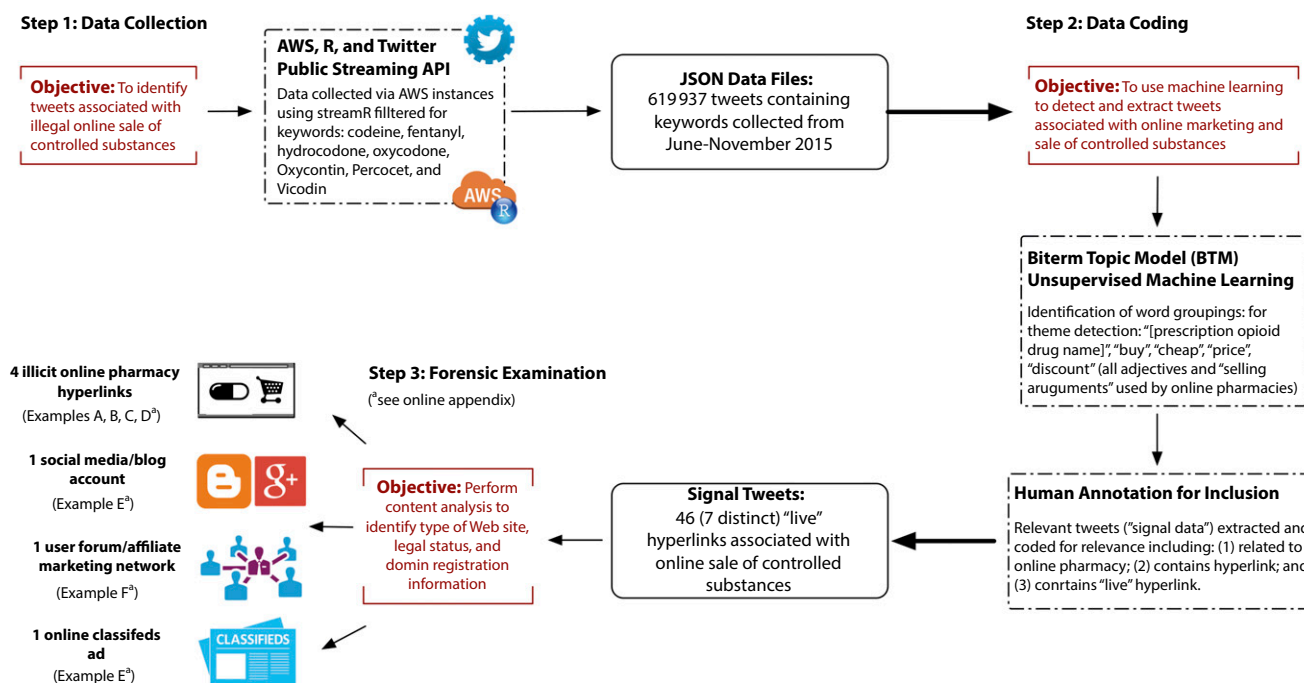 Step 1: Data Collection
Objective: To identify
tweets associated with
illegal online sale of
controlled substances
AWS, R, and Twitter
Public Streaming API
Data collected via AWS instances
using streamR filltered for
keywords: codeine, fentanyl,
hydrocodone, oxycodone,
Oxycontin, Percocet, and
Vicodin
AWS
R
JSON Data Files:
619 937 tweets containing
keywords collected from
June-November 2015
Step 2: Data Coding
Objective: To use machine learning
to detect and extract tweets
associated with online marketing and
sale of controlled substances
Biterm Topic Model (BTM)
Unsupervised Machine Learning
Identification of word groupings: for
theme detection: “[prescription opioid
drug name]”, “buy”, “cheap”, “price”,
“discount” (all adjectives and “selling
aruguments” used by online pharmacies)
Human Annotation for Inclusion
Relevant tweets (”signal data”) extracted and
coded for relevance including: (1) related to
online pharmacy; (2) contains hyperlink; and
(3) conrtains “live” hyperlink.
Signal Tweets:
46 (7 distinct) “live”
hyperlinks associated with
online sale of controlled
substances
Step 3: Forensic Examination
(ᵃsee online appendix)
Objective: Perform
content analysis to
identify type of Web site,
legal status, and
domin registration
information
4 illicit online pharmacy
hyperlinks
(Examples A, B, C, Dᵃ)
1 social media/blog
account
(Example Eᵃ)
g+
1 user forum/affiliate
marketing network
(Example Fᵃ)
1 online classifeds
ad
(Example Eᵃ)
CLASSIFIEDS